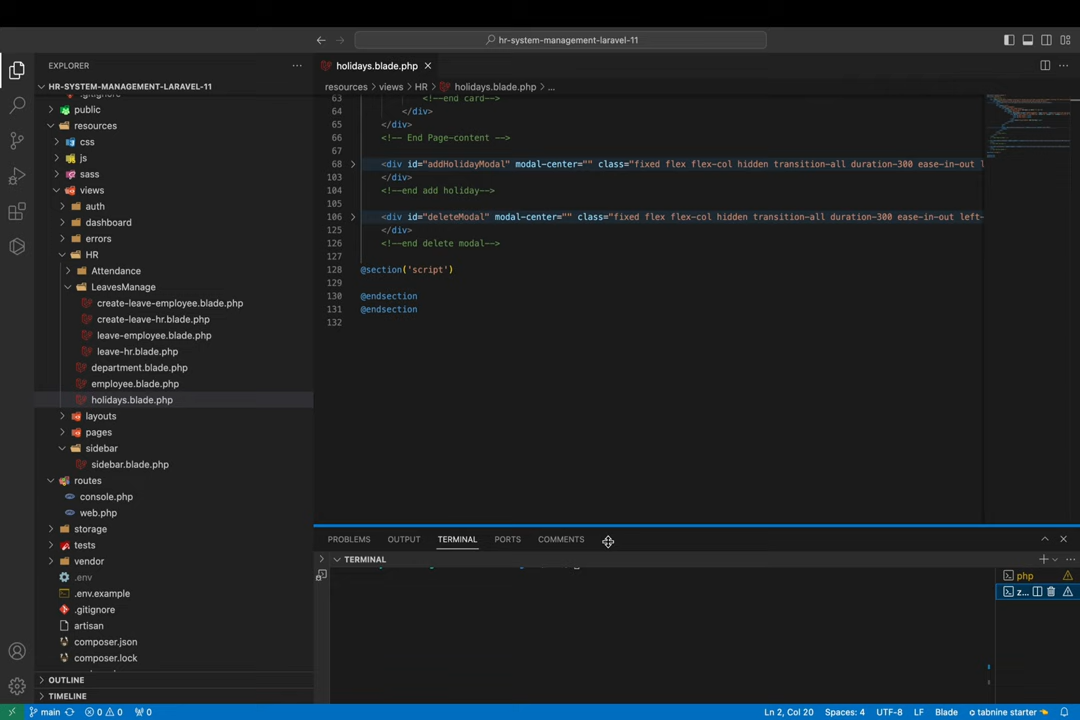 hr-system-management-laravel-11
EXPLORER
HR-SYSTEM-MANAGEMENT-LARAVEL-11
.gitignore
public
resources
css
js
sass
views
auth
dashboard
errors
HR
Attendance
LeavesManage
create-leave-employee.blade.php
create-leave-hr.blade.php
leave-employee.blade.php
leave-hr.blade.php
department.blade.php
employee.blade.php
holidays.blade.php
layouts
pages
sidebar
sidebar.blade.php
routes
console.php
web.php
storage
tests
vendor
.env
.env.example
.gitignore
artisan
composer.json
composer.lock
OUTLINE
TIMELINE
holidays.blade.php
resources > views > HR > holidays.blade.php > ...
63 <!--end card-->
64 </div>
65 </div>
66 <!-- End Page-content -->
67
68 <div id="addHolidayModal" modal-center="" class="fixed flex flex-col hidden transition-all duration-300 ease-in-out l
103 </div>
104 <!--end add holiday-->
105
106 <div id="deleteModal" modal-center="" class="fixed flex flex-col hidden transition-all duration-300 ease-in-out left-
125 </div>
126 <!--end delete modal-->
127
128 @section('script')
129
130 @endsection
131 @endsection
132
PROBLEMS OUTPUT TERMINAL PORTS COMMENTS
TERMINAL
php
z...
main 0 0 0 Ln 2, Col 20 Spaces: 4 UTF-8 LF Blade tabnine starter